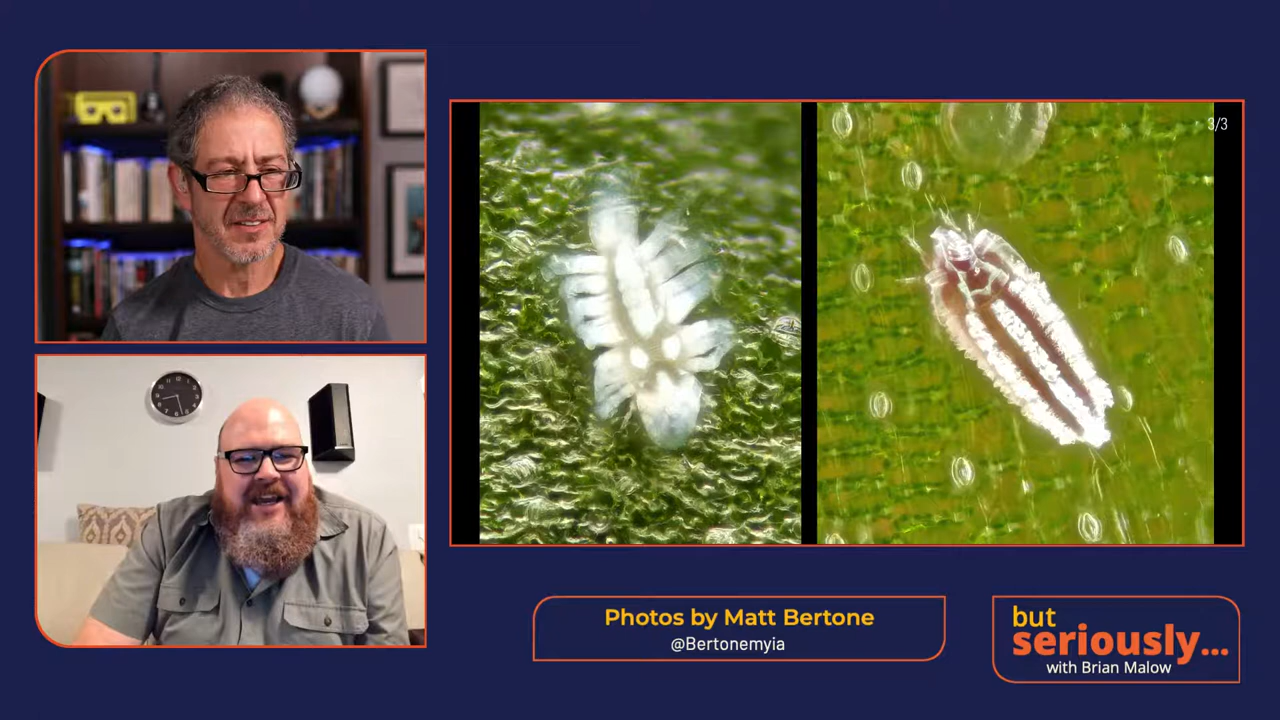 3/3
Photos by Matt Bertone
@Bertonemyia
but
seriously...
with Brian Malow